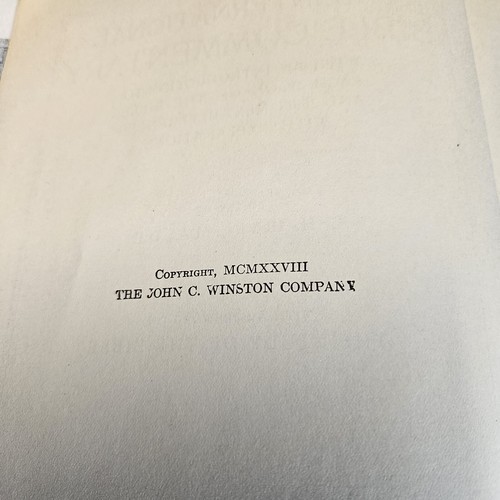 Copyright, MCMXXVIII
THE JOHN C. WINSTON COMPANY